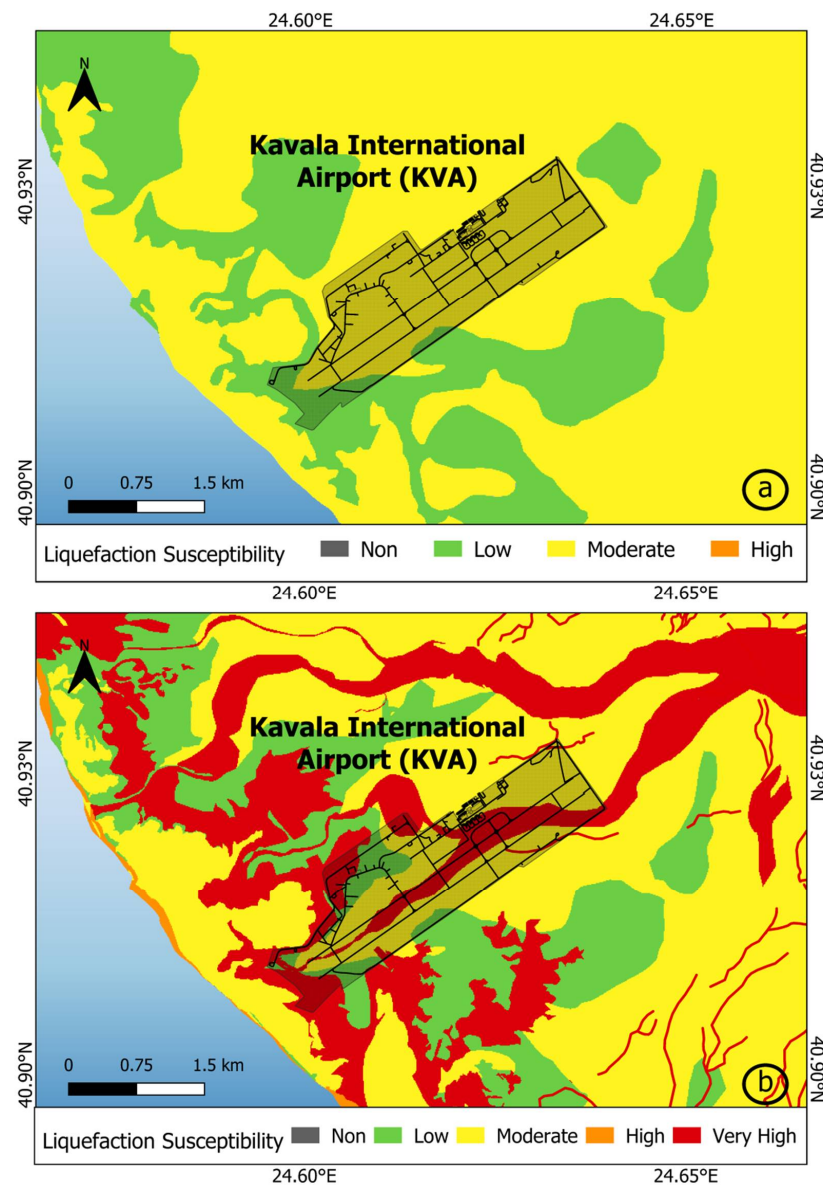 24.60°E 24.65°E
N
Kavala International
Airport (KVA)
40.93°N 40.93°N
40.90°N 40.90°N
0 0.75 1.5 km
a
Liquefaction Susceptibility Non Low Moderate High
24.60°E 24.65°E
N
Kavala International
Airport (KVA)
40.93°N 40.93°N
40.90°N 40.90°N
0 0.75 1.5 km
b
Liquefaction Susceptibility Non Low Moderate High Very High
24.60°E 24.65°E